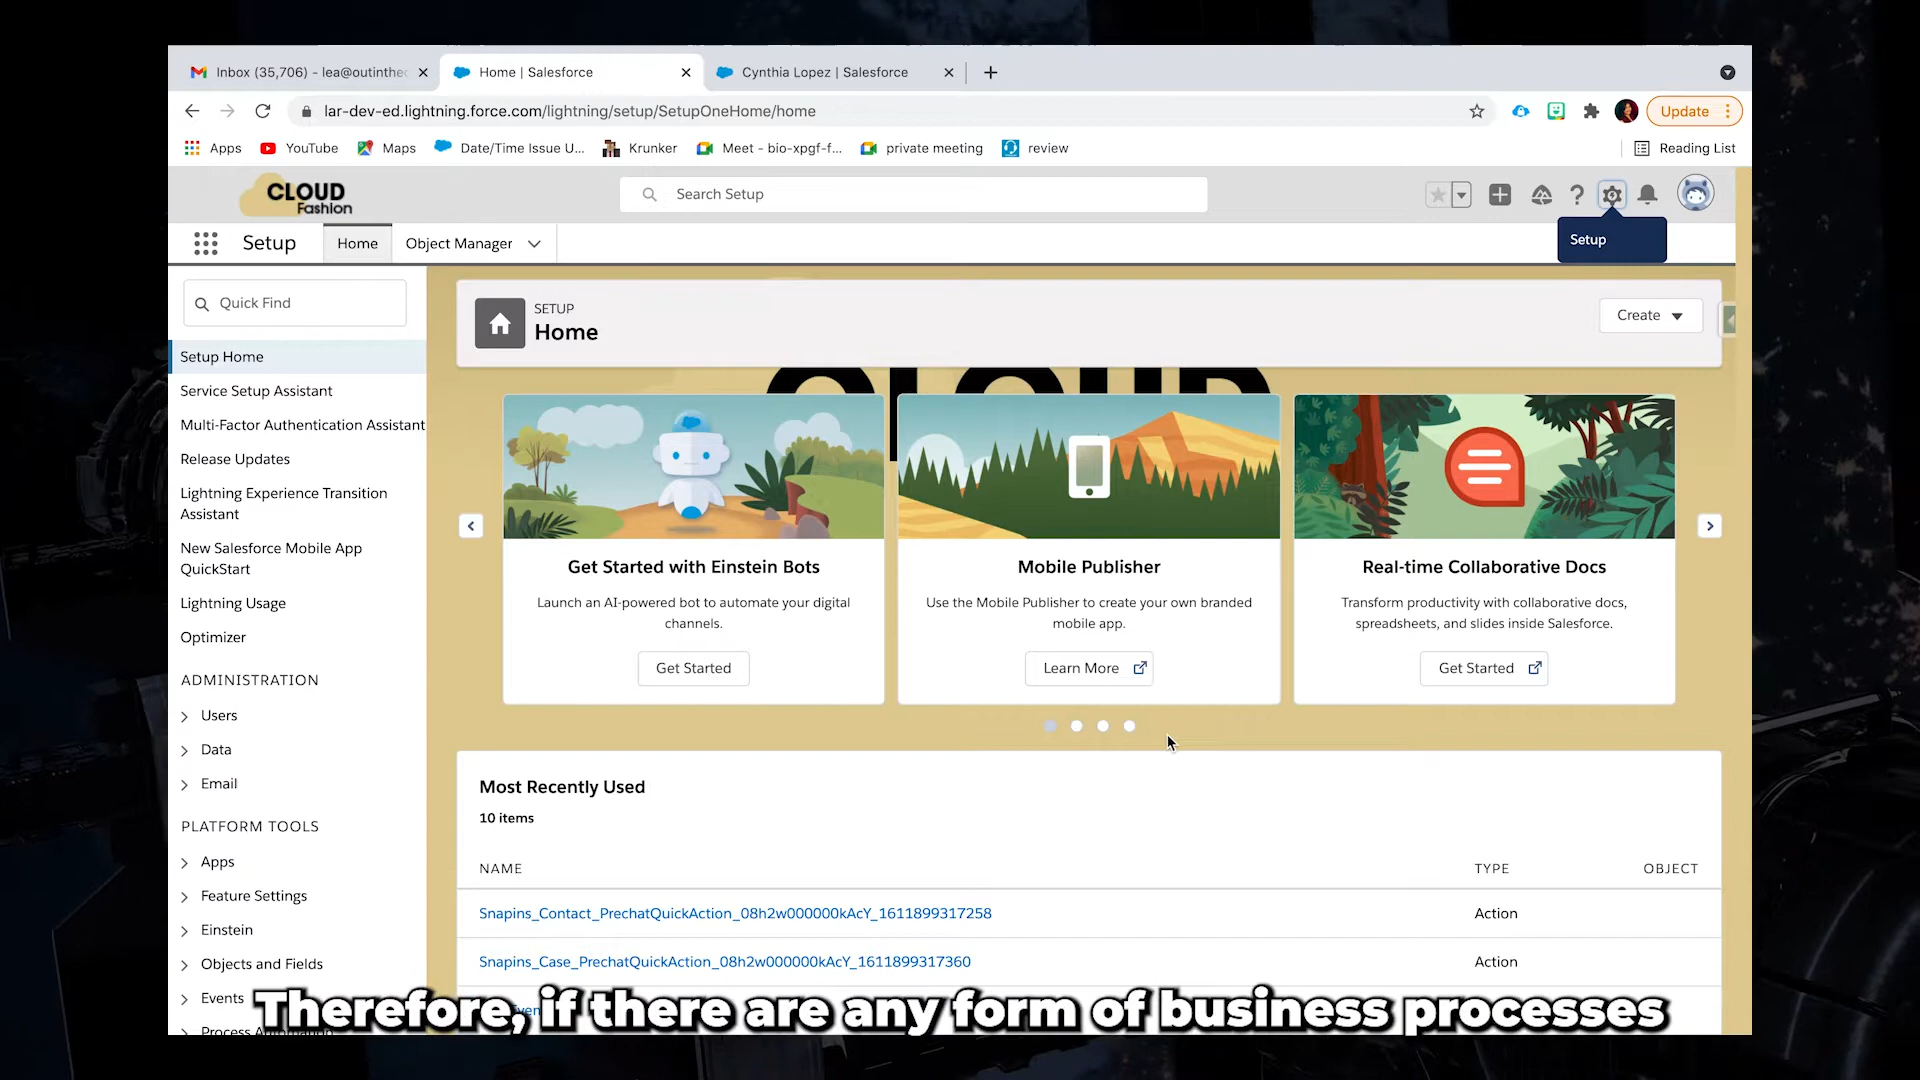 Inbox (35,706) - lea@outinthec
Home | Salesforce
Cynthia Lopez | Salesforce
lar-dev-ed.lightning.force.com/lightning/setup/SetupOneHome/home
Update
Apps
YouTube
Maps
Date/Time Issue U...
Krunker
Meet - bio-xpgf-f...
private meeting
review
Reading List
CLOUD
Fashion
Search Setup
Setup
Home
Object Manager
Setup
Quick Find
SETUP
Home
Create
CLOUD
Setup Home
Service Setup Assistant
Multi-Factor Authentication Assistant
Release Updates
Lightning Experience Transition
Assistant
New Salesforce Mobile App
QuickStart
Lightning Usage
Optimizer
ADMINISTRATION
Users
Data
Email
PLATFORM TOOLS
Apps
Feature Settings
Einstein
Objects and Fields
Events
Process Automation
Get Started with Einstein Bots
Launch an AI-powered bot to automate your digital
channels.
Get Started
Mobile Publisher
Use the Mobile Publisher to create your own branded
mobile app.
Learn More
Real-time Collaborative Docs
Transform productivity with collaborative docs,
spreadsheets, and slides inside Salesforce.
Get Started
Most Recently Used
10 items
NAME TYPE OBJECT
Snapins_Contact_PrechatQuickAction_08h2w000000kAcY_1611899317258 Action
Snapins_Case_PrechatQuickAction_08h2w000000kAcY_1611899317360 Action
Therefore, if there are any form of business processes